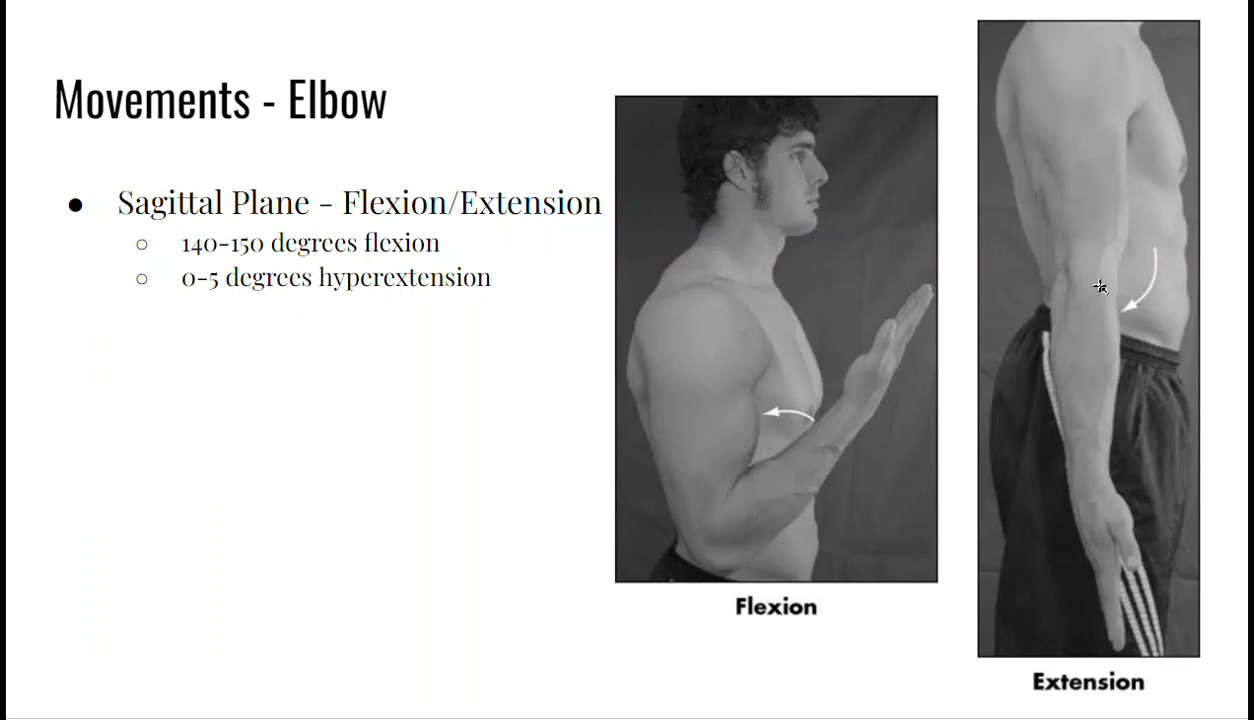 Movements - Elbow
● Sagittal Plane - Flexion/Extension
○ 140-150 degrees flexion
○ 0-5 degrees hyperextension
Flexion
Extension